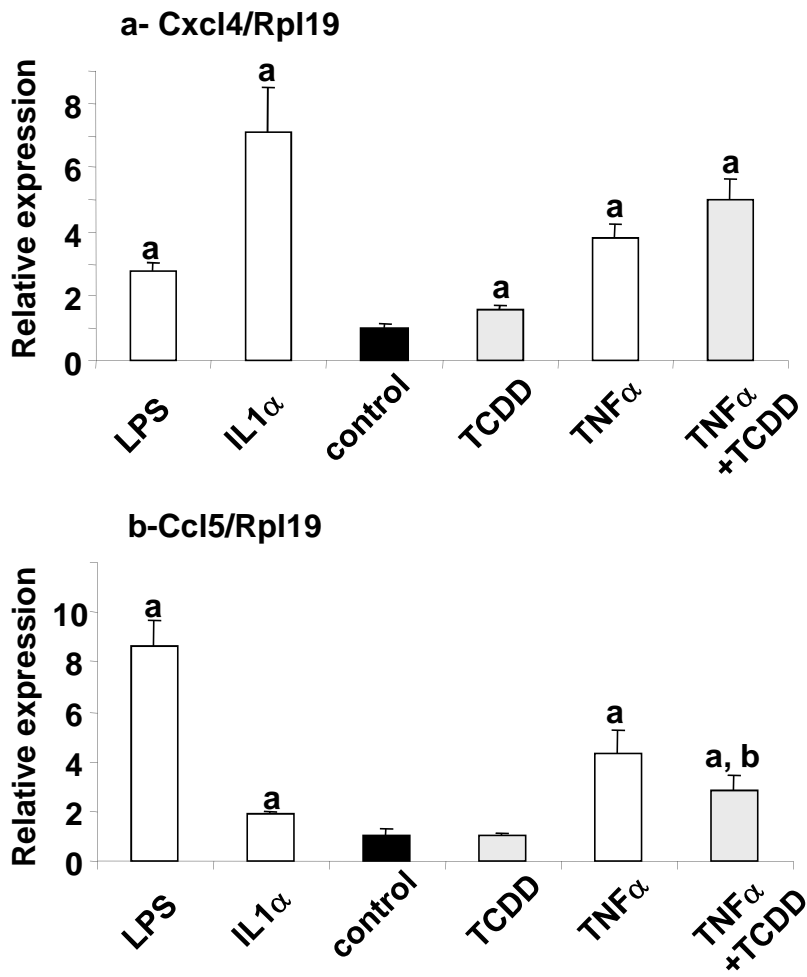 a- Cxcl4/Rpl19
Relative expression
8
6
4
2
0
a
a
a
a
a
LPS
IL1α
control
TCDD
TNFα
TNFα
+TCDD
b-Ccl5/Rpl19
Relative expression
10
8
6
4
2
0
a
a
a
a, b
LPS
IL1α
control
TCDD
TNFα
TNFα
+TCDD